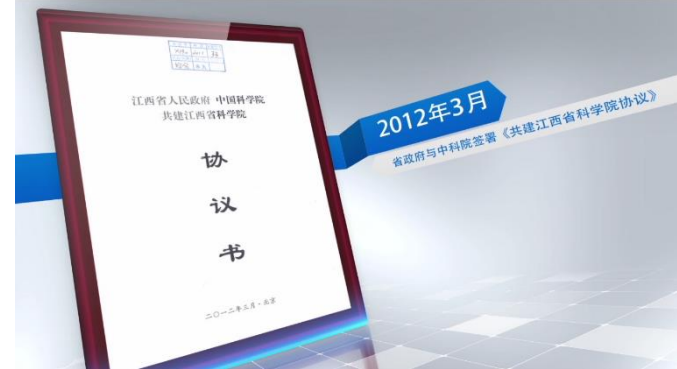 江西省人民政府 中国科学院
共建江西省科学院
协
议
书
二〇一二年三月·北京
2012年3月
省政府与中科院签署《共建江西省科学院协议》